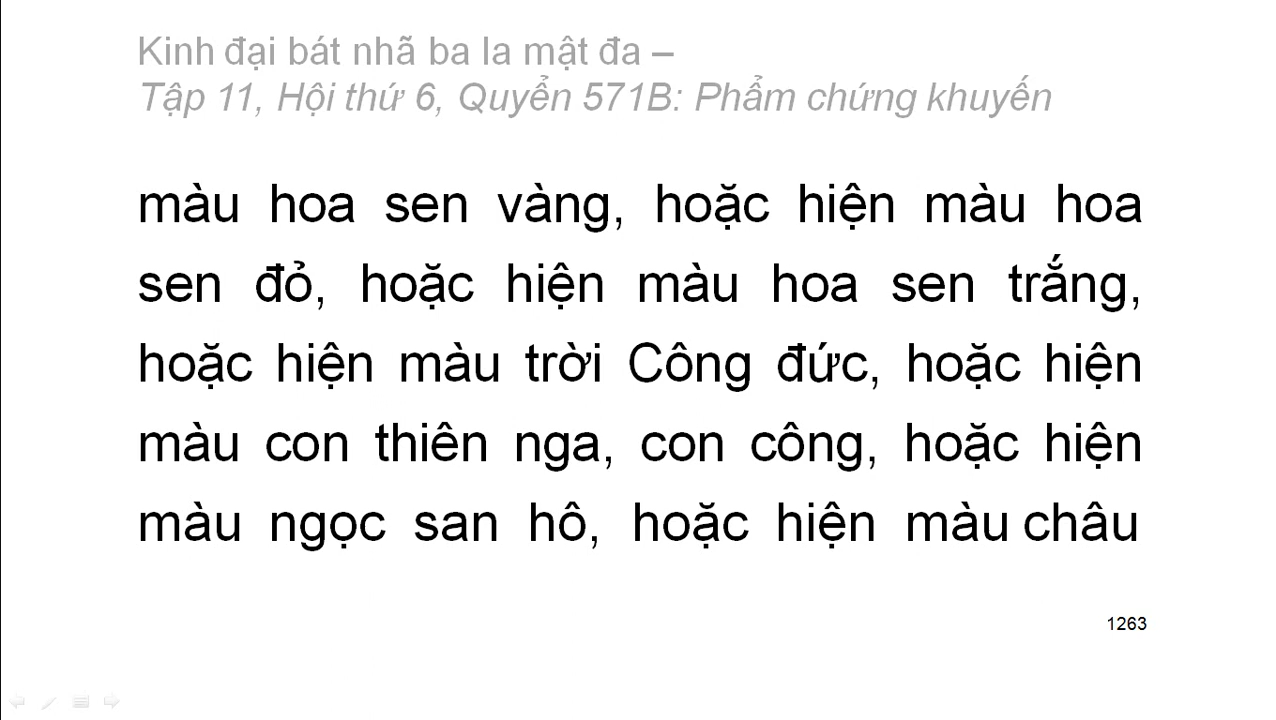 Kinh đại bát nhã ba la mật đa –
Tập 11, Hội thứ 6, Quyển 571B: Phẩm chứng khuyến
màu hoa sen vàng, hoặc hiện màu hoa
sen đỏ, hoặc hiện màu hoa sen trắng,
hoặc hiện màu trời Công đức, hoặc hiện
màu con thiên nga, con công, hoặc hiện
màu ngọc san hô, hoặc hiện màu châu
1263